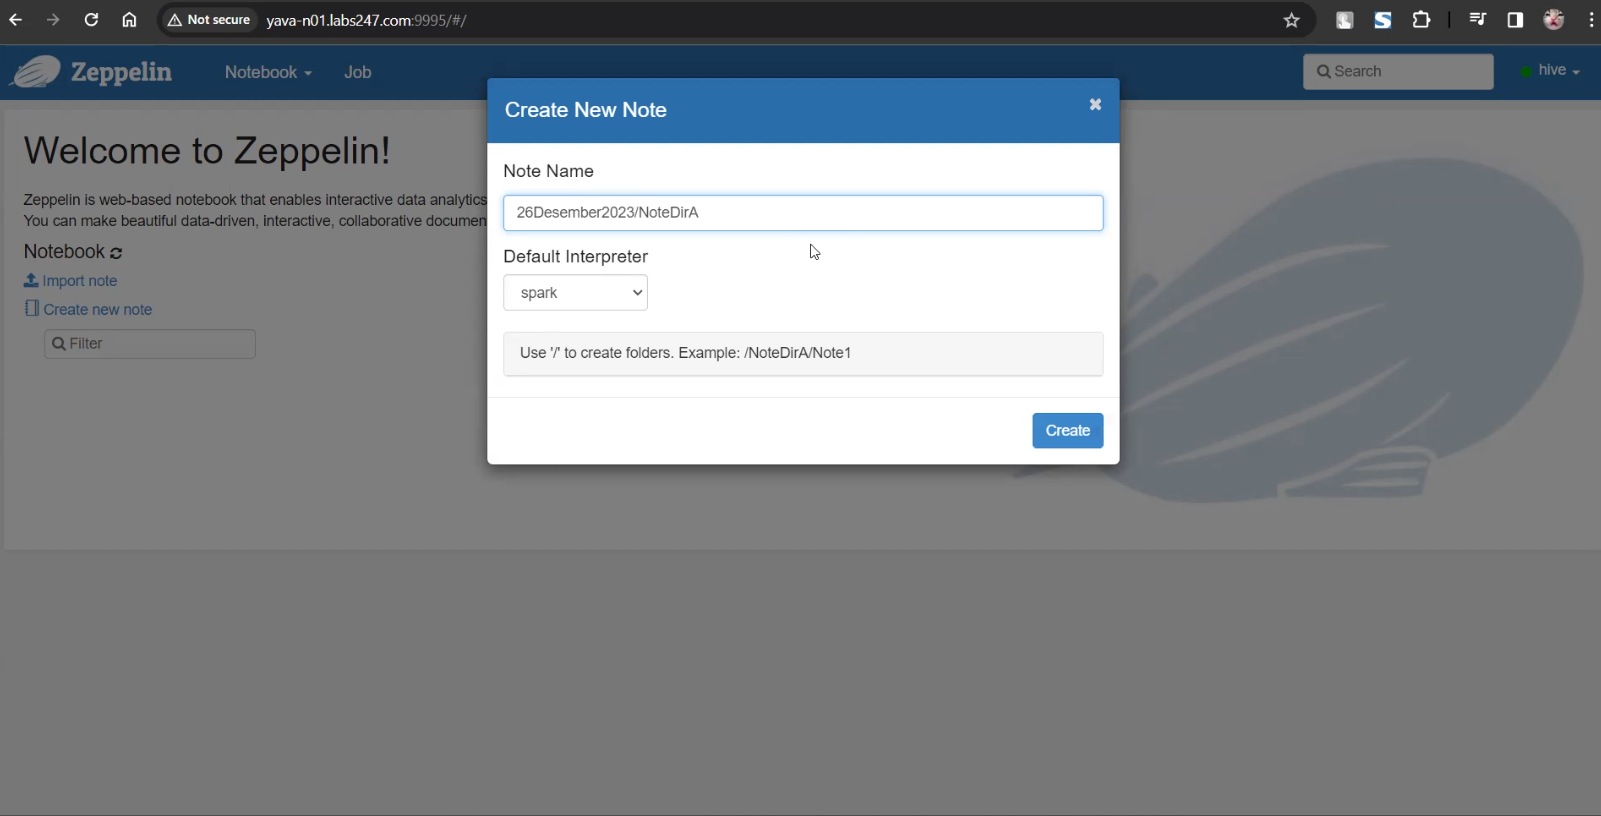 Not secure yava-n01.labs247.com:9995/#/
Zeppelin Notebook Job Search hive
Create New Note
Welcome to Zeppelin!
Zeppelin is web-based notebook that enables interactive data analytics
You can make beautiful data-driven, interactive, collaborative documen
Notebook
Import note
Create new note
Filter
Note Name
26Desember2023/NoteDirA
Default Interpreter
spark
Use '/' to create folders. Example: /NoteDirA/Note1
Create